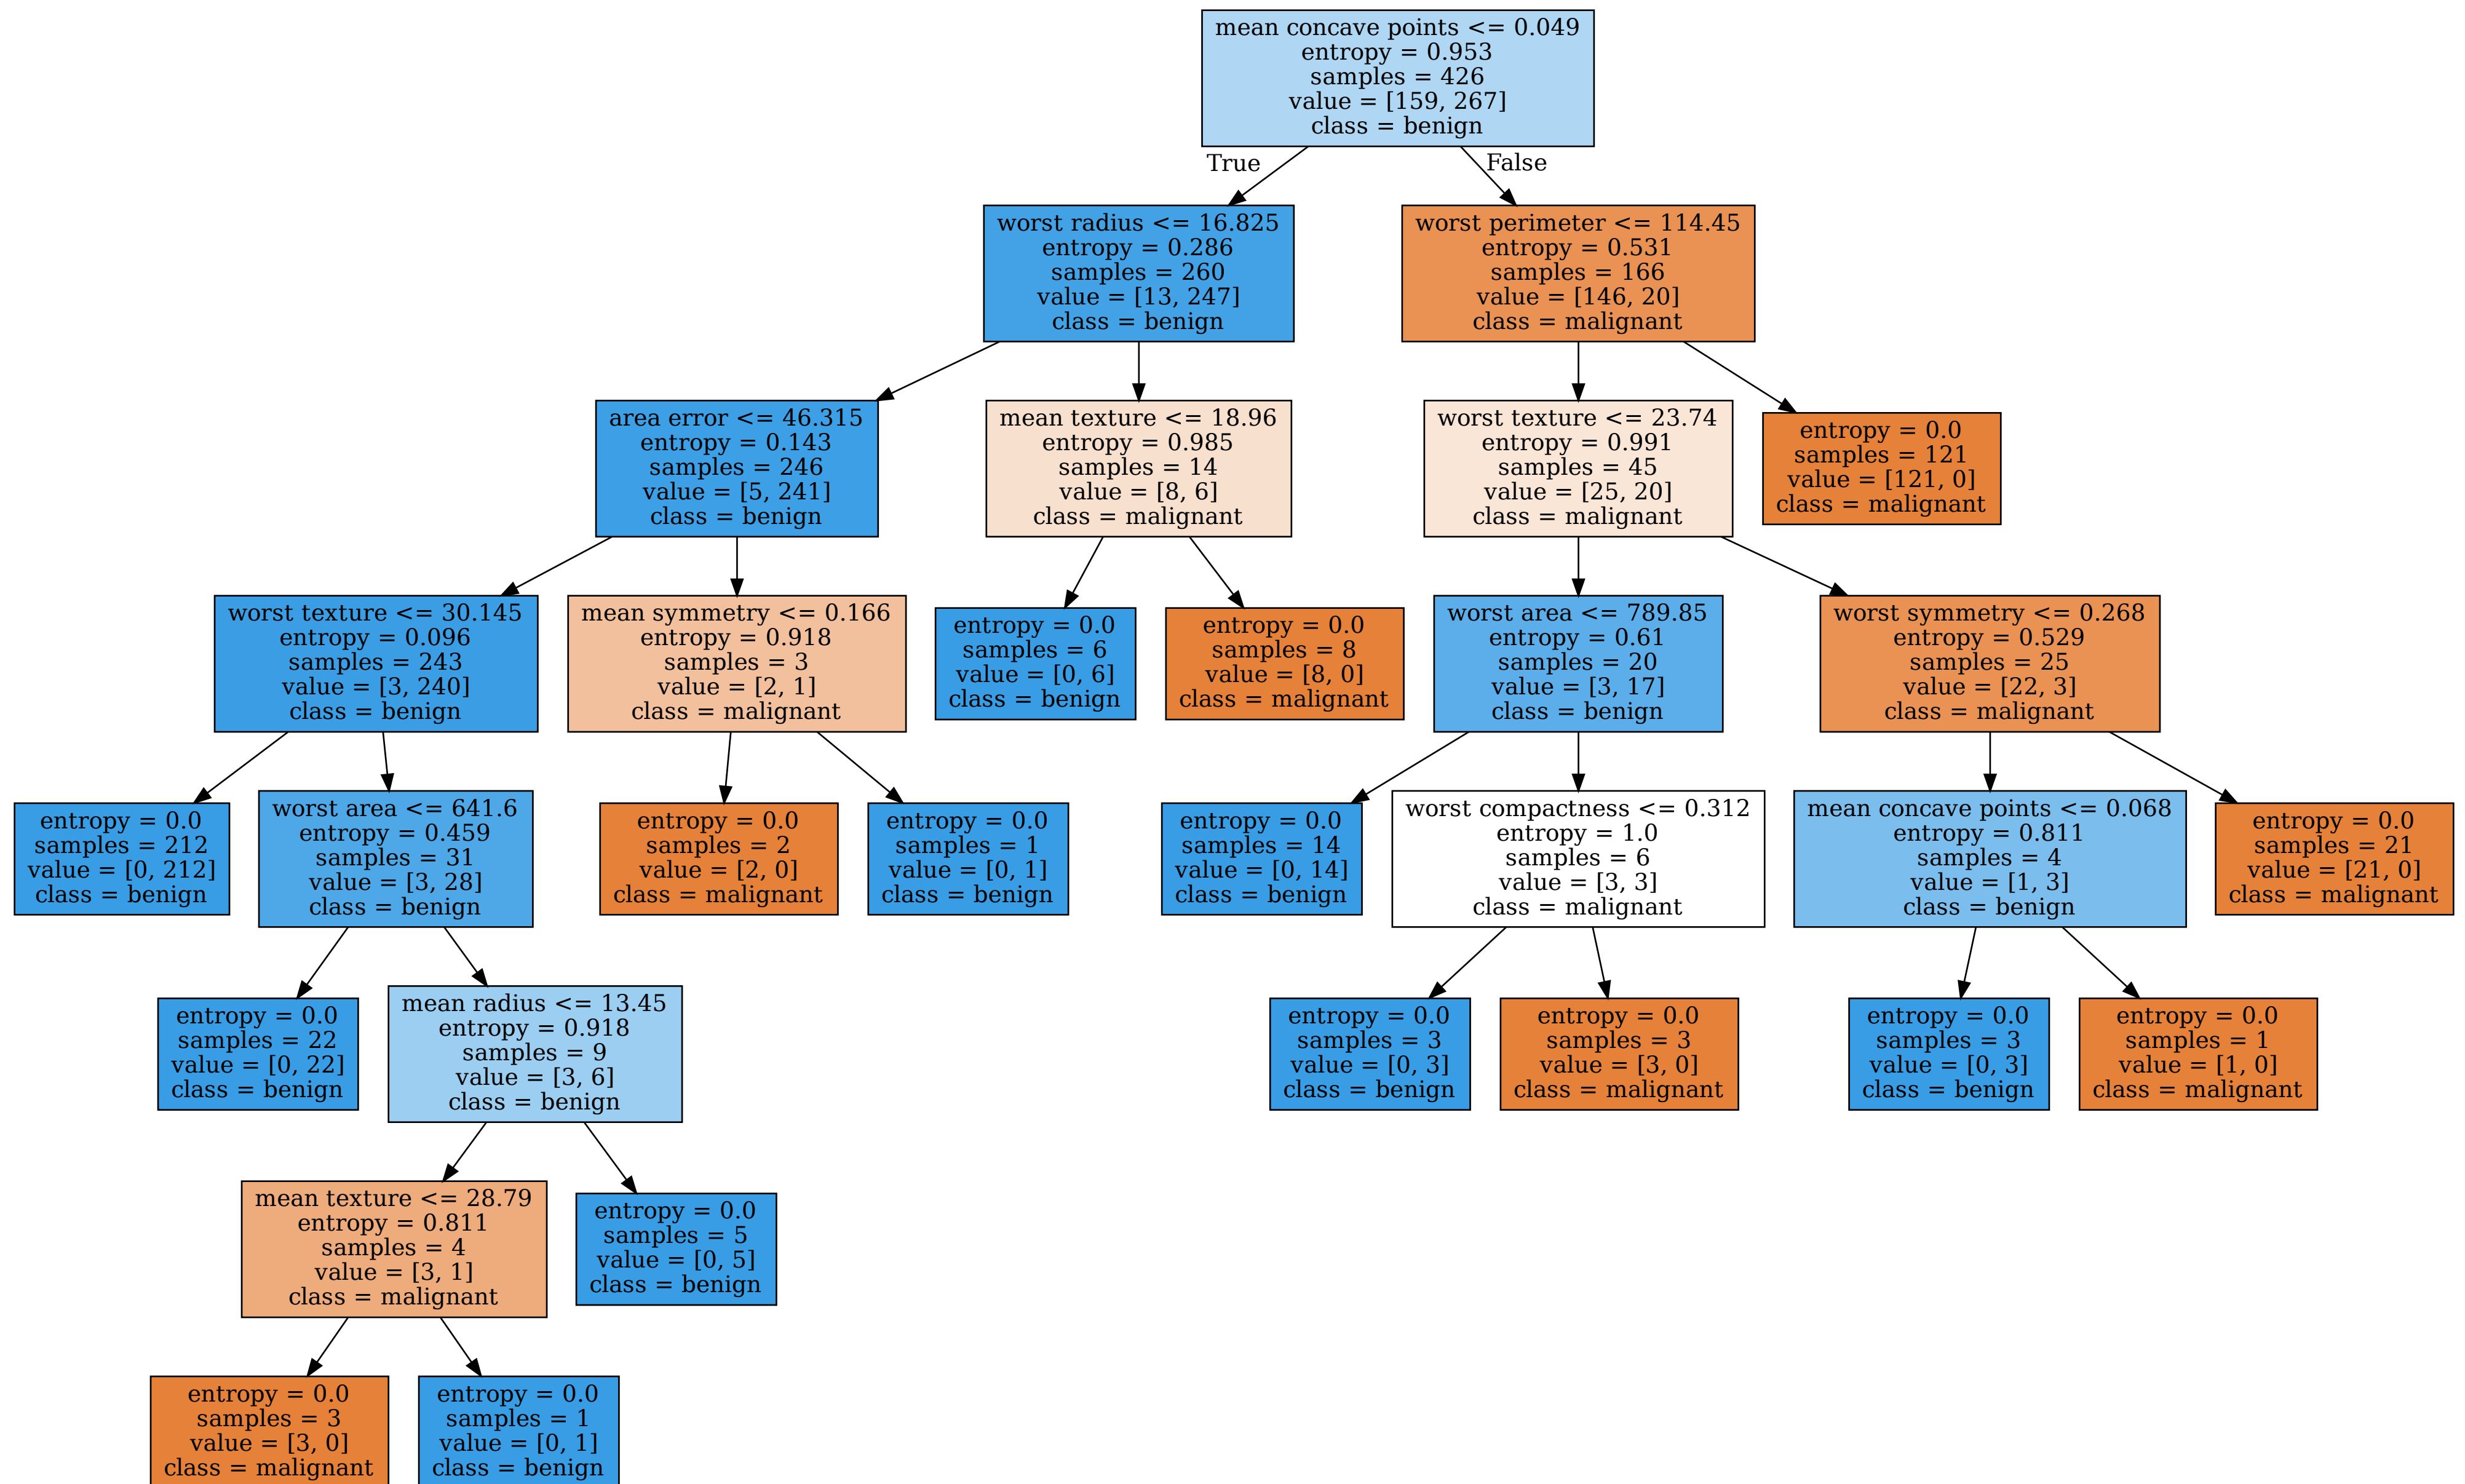 mean concave points <= 0.049
entropy = 0.953
samples = 426
value = [159, 267]
class = benign
True
False
worst radius <= 16.825
entropy = 0.286
samples = 260
value = [13, 247]
class = benign
worst perimeter <= 114.45
entropy = 0.531
samples = 166
value = [146, 20]
class = malignant
area error <= 46.315
entropy = 0.143
samples = 246
value = [5, 241]
class = benign
mean texture <= 18.96
entropy = 0.985
samples = 14
value = [8, 6]
class = malignant
worst texture <= 23.74
entropy = 0.991
samples = 45
value = [25, 20]
class = malignant
entropy = 0.0
samples = 121
value = [121, 0]
class = malignant
worst texture <= 30.145
entropy = 0.096
samples = 243
value = [3, 240]
class = benign
mean symmetry <= 0.166
entropy = 0.918
samples = 3
value = [2, 1]
class = malignant
entropy = 0.0
samples = 6
value = [0, 6]
class = benign
entropy = 0.0
samples = 8
value = [8, 0]
class = malignant
worst area <= 789.85
entropy = 0.61
samples = 20
value = [3, 17]
class = benign
worst symmetry <= 0.268
entropy = 0.529
samples = 25
value = [22, 3]
class = malignant
entropy = 0.0
samples = 212
value = [0, 212]
class = benign
worst area <= 641.6
entropy = 0.459
samples = 31
value = [3, 28]
class = benign
entropy = 0.0
samples = 2
value = [2, 0]
class = malignant
entropy = 0.0
samples = 1
value = [0, 1]
class = benign
entropy = 0.0
samples = 14
value = [0, 14]
class = benign
worst compactness <= 0.312
entropy = 1.0
samples = 6
value = [3, 3]
class = malignant
mean concave points <= 0.068
entropy = 0.811
samples = 4
value = [1, 3]
class = benign
entropy = 0.0
samples = 21
value = [21, 0]
class = malignant
entropy = 0.0
samples = 22
value = [0, 22]
class = benign
mean radius <= 13.45
entropy = 0.918
samples = 9
value = [3, 6]
class = benign
entropy = 0.0
samples = 3
value = [0, 3]
class = benign
entropy = 0.0
samples = 3
value = [3, 0]
class = malignant
entropy = 0.0
samples = 3
value = [0, 3]
class = benign
entropy = 0.0
samples = 1
value = [1, 0]
class = malignant
mean texture <= 28.79
entropy = 0.811
samples = 4
value = [3, 1]
class = malignant
entropy = 0.0
samples = 5
value = [0, 5]
class = benign
entropy = 0.0
samples = 3
value = [3, 0]
class = malignant
entropy = 0.0
samples = 1
value = [0, 1]
class = benign